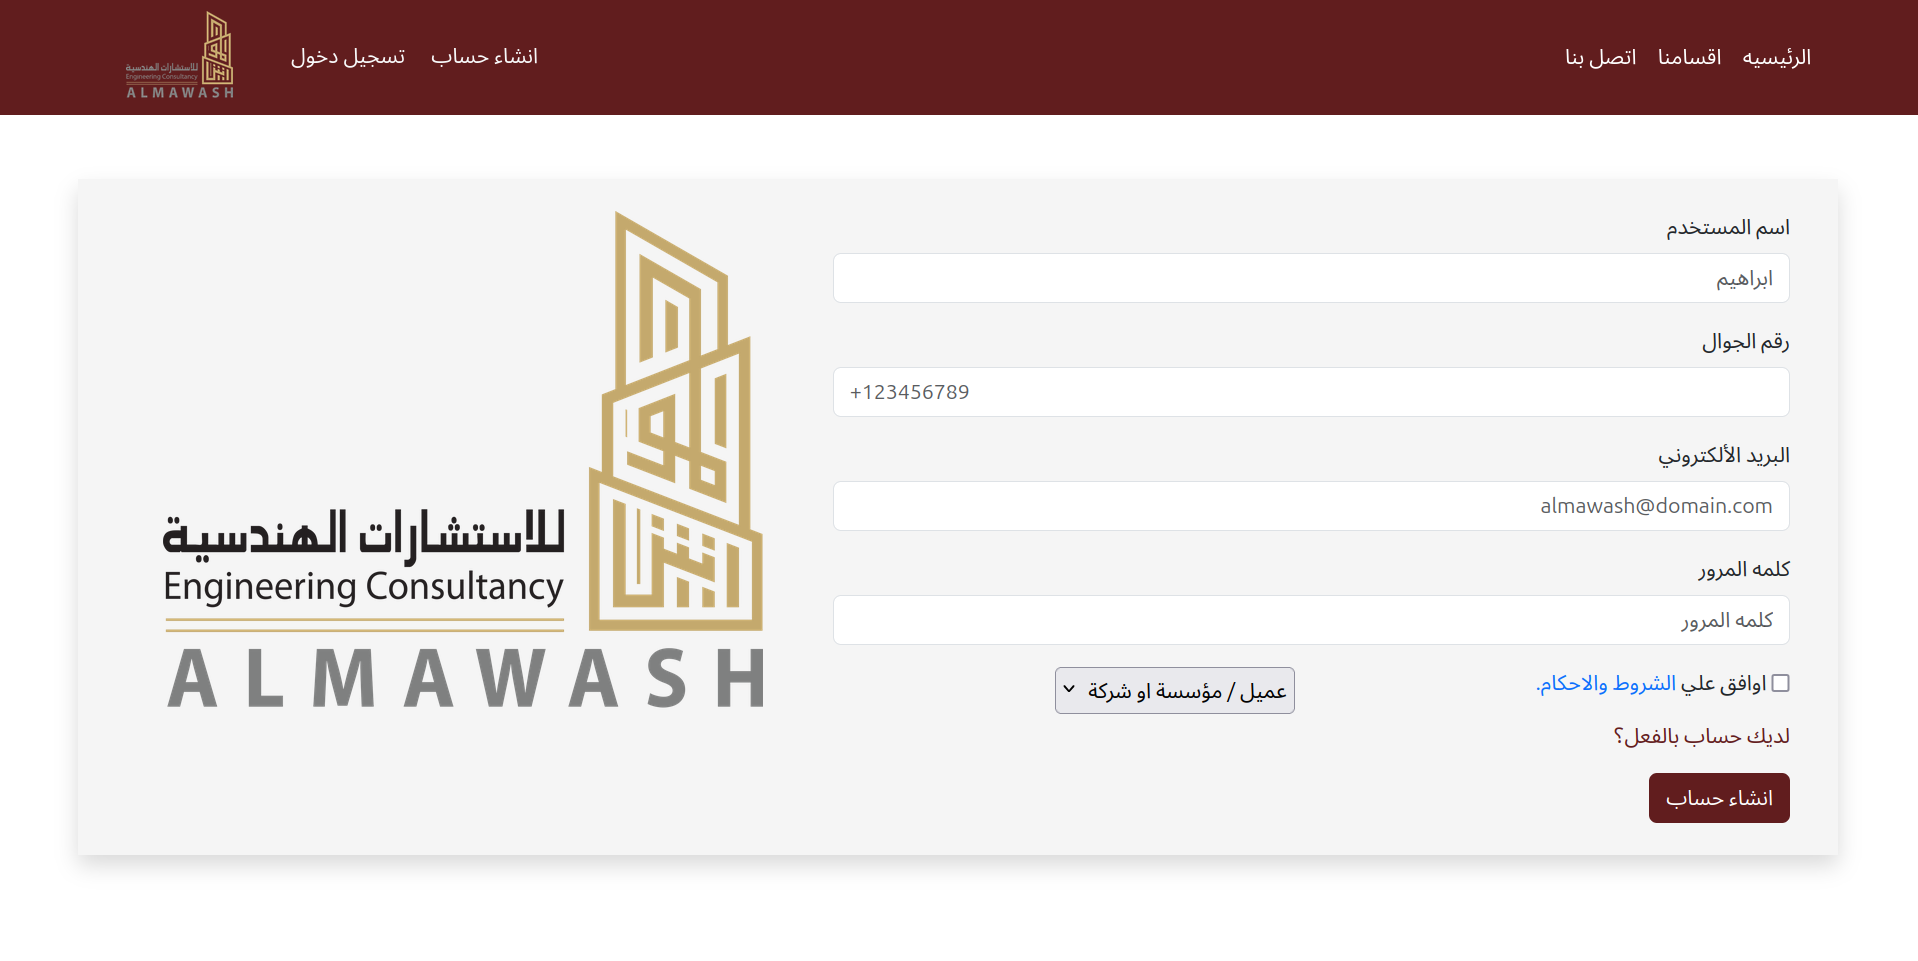 الرئيسيه
اقسامنا
اتصل بنا
انشاء حساب
تسجيل دخول
للاستشارات الهندسية
Engineering Consultancy
ALMAWASH
اسم المستخدم
ابراهيم
رقم الجوال
+123456789
البريد الألكتروني
almawash@domain.com
كلمه المرور
كلمه المرور
اوافق علي الشروط والاحكام.
عميل / مؤسسة او شركة
لديك حساب بالفعل؟
انشاء حساب
للاستشارات الهندسية
Engineering Consultancy
ALMAWASH